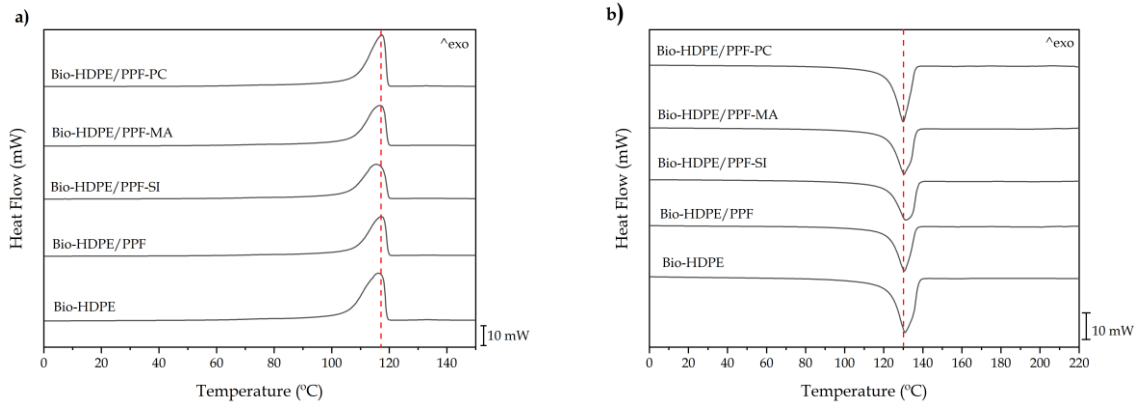 a)
^exo
Bio-HDPE/PPF-PC
Bio-HDPE/PPF-MA
Bio-HDPE/PPF-SI
Bio-HDPE/PPF
Bio-HDPE
10 mW
Heat Flow (mW)
0 20 40 60 80 100 120 140
Temperature (ºC)
b)
^exo
Bio-HDPE/PPF-PC
Bio-HDPE/PPF-MA
Bio-HDPE/PPF-SI
Bio-HDPE/PPF
Bio-HDPE
10 mW
Heat Flow (mW)
0 20 40 60 80 100 120 140 160 180 200 220
Temperature (ºC)